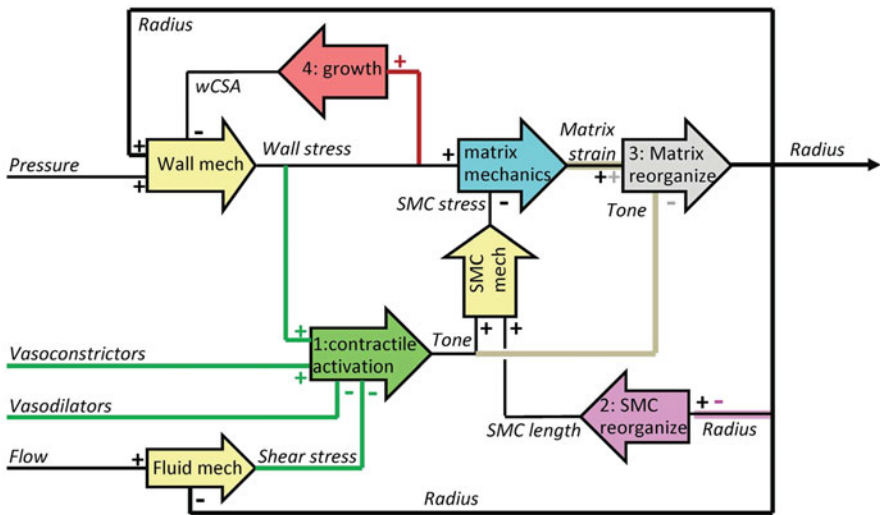 Radius
+
4: growth
wCSA
-
Pressure
+
+
Wall mech
Wall stress
+
matrix
mechanics
Matrix
strain
++
3: Matrix
reorganize
Radius
SMC stress
-
Tone
-
SMC
mech
+
+
Vasoconstrictors
+
+
1:contractile
activation
Tone
Vasodilators
-
-
SMC length
2: SMC
reorganize
+ -
Radius
Flow
+
Fluid mech
Shear stress
-
Radius